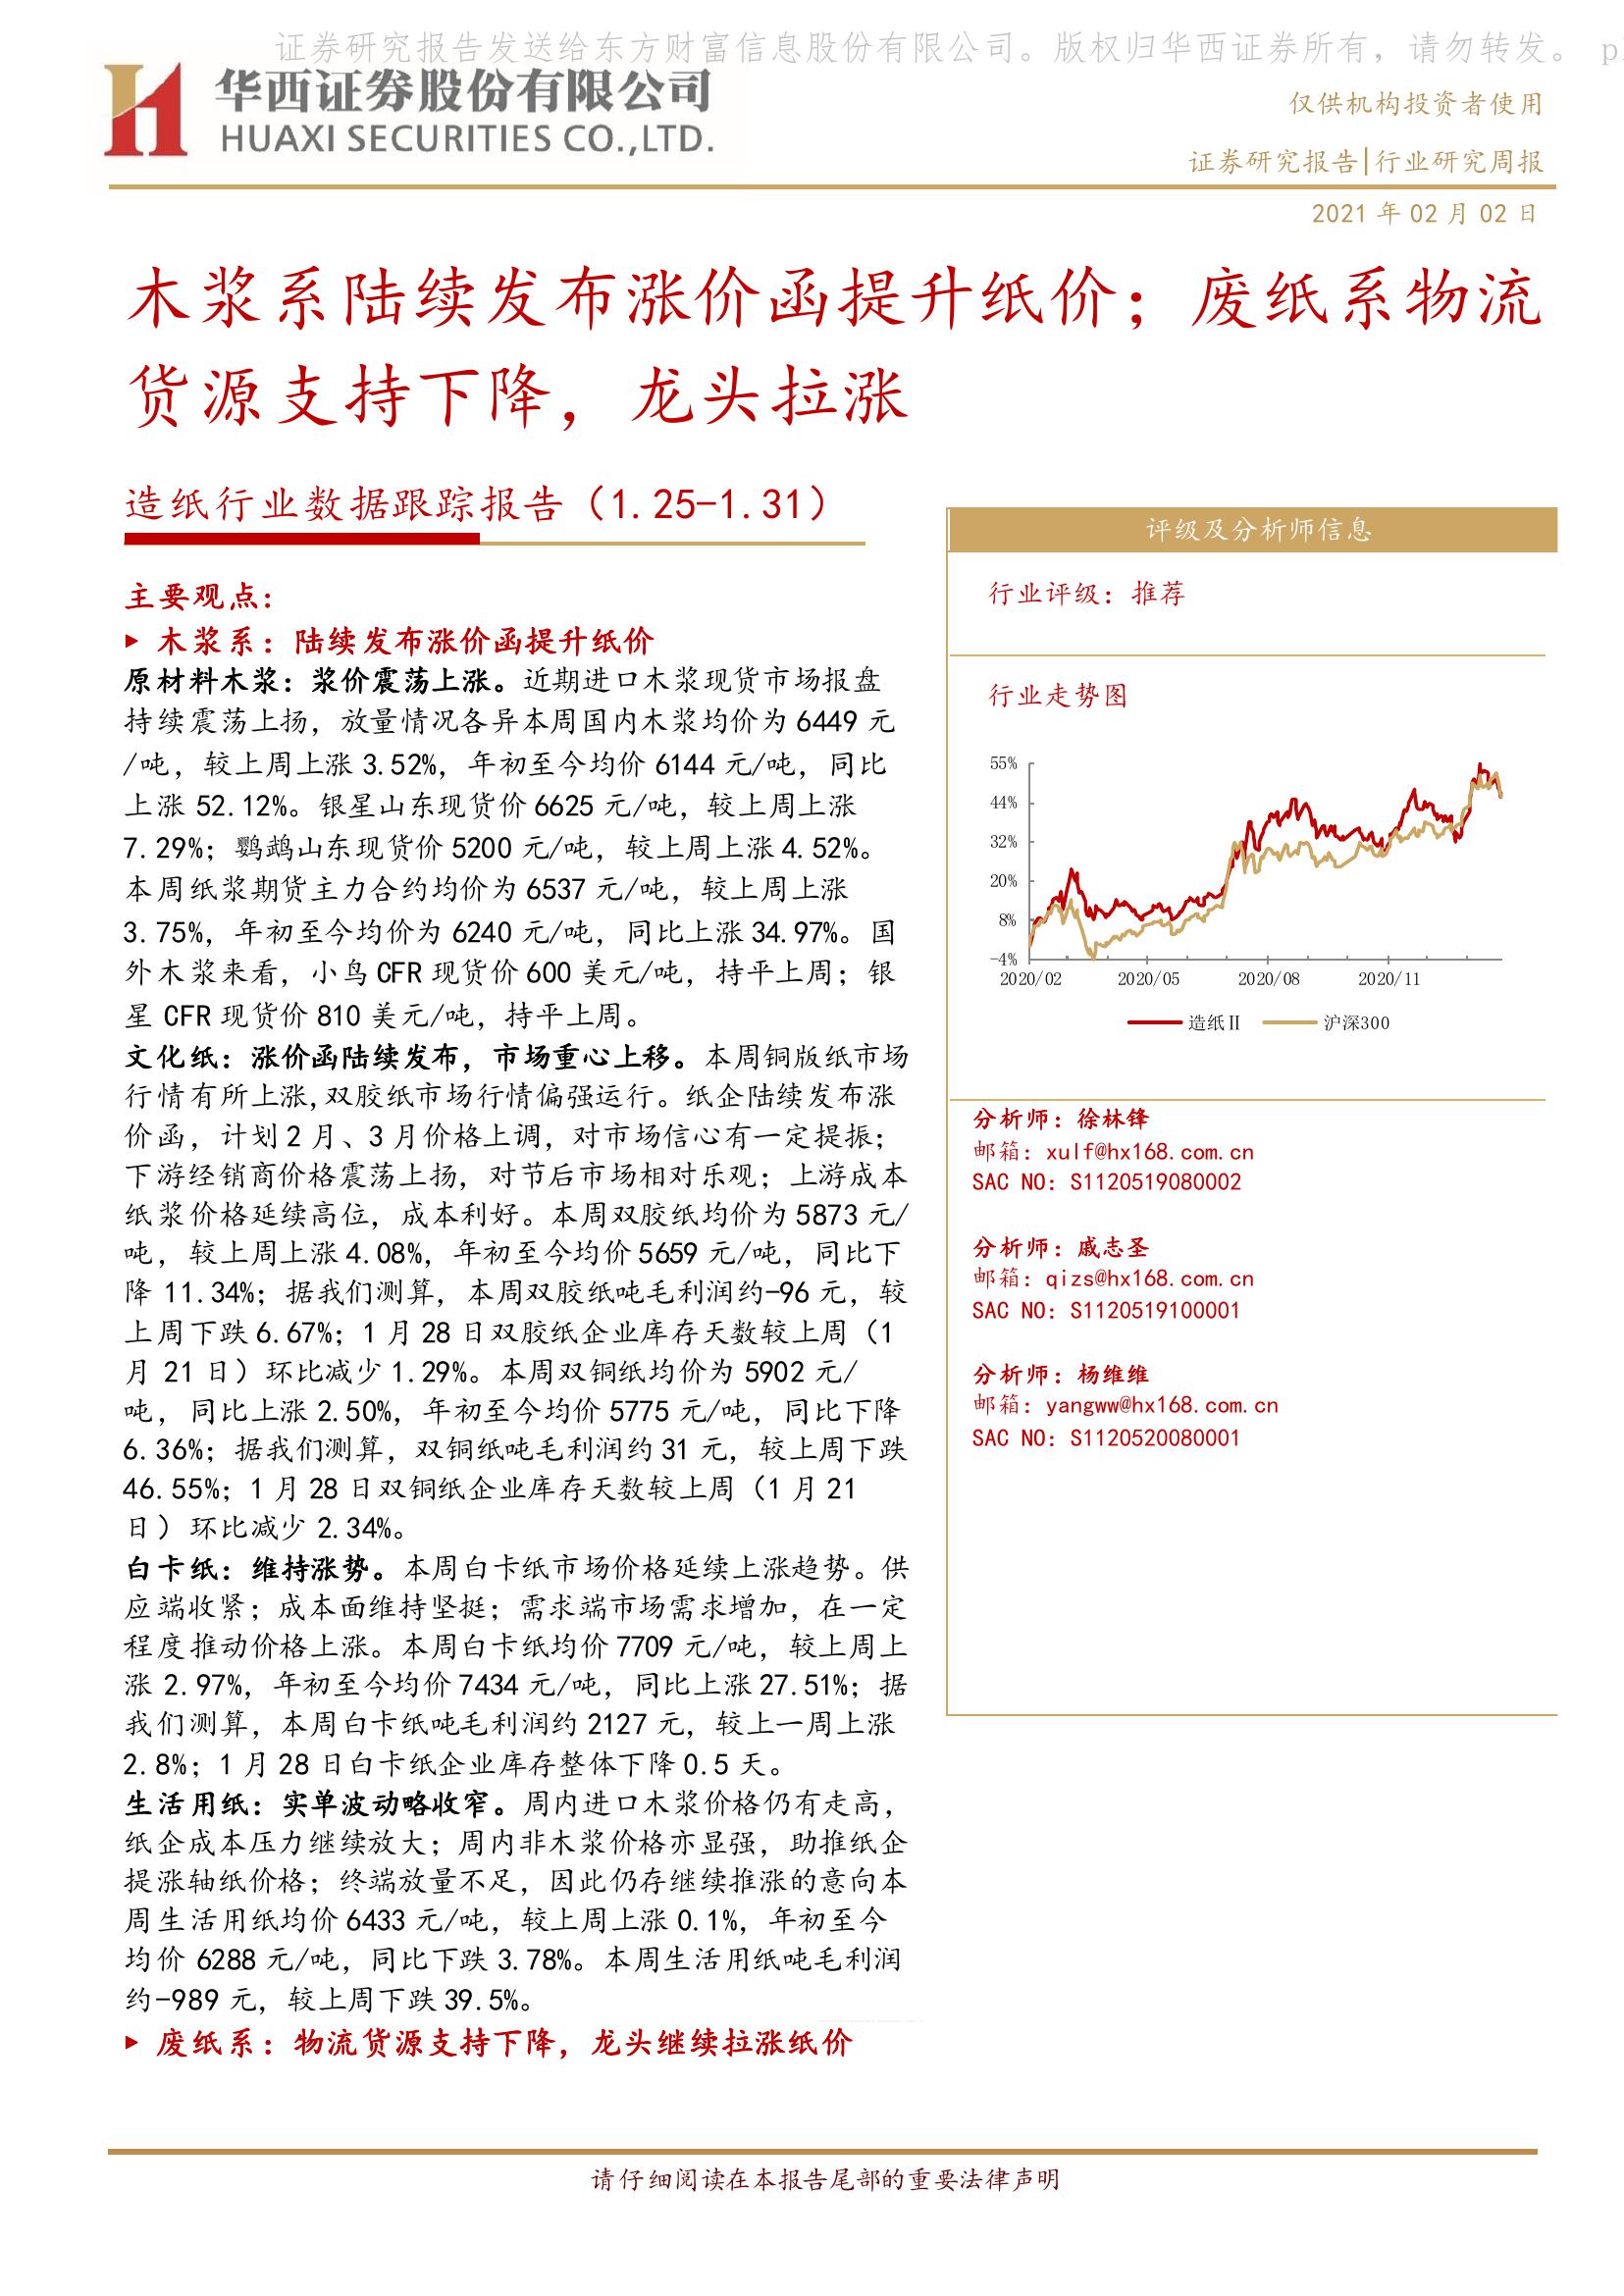 证券研究报告发送给东方财富信息股份有限公司。版权归华西证券所有，请勿转发。 p
华西证券股份有限公司
HUAXI SECURITIES CO.,LTD.
仅供机构投资者使用
证券研究报告|行业研究周报
2021 年 02 月 02 日
木浆系陆续发布涨价函提升纸价；废纸系物流
货源支持下降，龙头拉涨
造纸行业数据跟踪报告（1.25-1.31）
主要观点：
▶ 木浆系：陆续发布涨价函提升纸价
原材料木浆：浆价震荡上涨。近期进口木浆现货市场报盘
持续震荡上扬，放量情况各异本周国内木浆均价为 6449 元
/吨，较上周上涨 3.52%，年初至今均价 6144 元/吨，同比
上涨 52.12%。银星山东现货价 6625 元/吨，较上周上涨
7.29%；鹦鹉山东现货价 5200 元/吨，较上周上涨 4.52%。
本周纸浆期货主力合约均价为 6537 元/吨，较上周上涨
3.75%，年初至今均价为 6240 元/吨，同比上涨 34.97%。国
外木浆来看，小鸟 CFR 现货价 600 美元/吨，持平上周；银
星 CFR 现货价 810 美元/吨，持平上周。
文化纸：涨价函陆续发布，市场重心上移。本周铜版纸市场
行情有所上涨,双胶纸市场行情偏强运行。纸企陆续发布涨
价函，计划 2 月、3 月价格上调，对市场信心有一定提振；
下游经销商价格震荡上扬，对节后市场相对乐观；上游成本
纸浆价格延续高位，成本利好。本周双胶纸均价为 5873 元/
吨，较上周上涨 4.08%，年初至今均价 5659 元/吨，同比下
降 11.34%；据我们测算，本周双胶纸吨毛利润约-96 元，较
上周下跌 6.67%；1 月 28 日双胶纸企业库存天数较上周（1
月 21 日）环比减少 1.29%。本周双铜纸均价为 5902 元/
吨，同比上涨 2.50%，年初至今均价 5775 元/吨，同比下降
6.36%；据我们测算，双铜纸吨毛利润约 31 元，较上周下跌
46.55%；1 月 28 日双铜纸企业库存天数较上周（1 月 21
日）环比减少 2.34%。
白卡纸：维持涨势。本周白卡纸市场价格延续上涨趋势。供
应端收紧；成本面维持坚挺；需求端市场需求增加，在一定
程度推动价格上涨。本周白卡纸均价 7709 元/吨，较上周上
涨 2.97%，年初至今均价 7434 元/吨，同比上涨 27.51%；据
我们测算，本周白卡纸吨毛利润约 2127 元，较上一周上涨
2.8%；1 月 28 日白卡纸企业库存整体下降 0.5 天。
生活用纸：实单波动略收窄。周内进口木浆价格仍有走高，
纸企成本压力继续放大；周内非木浆价格亦显强，助推纸企
提涨轴纸价格；终端放量不足，因此仍存继续推涨的意向本
周生活用纸均价 6433 元/吨，较上周上涨 0.1%，年初至今
均价 6288 元/吨，同比下跌 3.78%。本周生活用纸吨毛利润
约-989 元，较上周下跌 39.5%。
▶ 废纸系：物流货源支持下降，龙头继续拉涨纸价
评级及分析师信息
行业评级：推荐
行业走势图
55%
44%
32%
20%
8%
-4%
2020/02 2020/05 2020/08 2020/11
造纸Ⅱ 沪深300
分析师：徐林锋
邮箱：xulf@hx168.com.cn
SAC NO：S1120519080002
分析师：戚志圣
邮箱：qizs@hx168.com.cn
SAC NO：S1120519100001
分析师：杨维维
邮箱：yangww@hx168.com.cn
SAC NO：S1120520080001
请仔细阅读在本报告尾部的重要法律声明